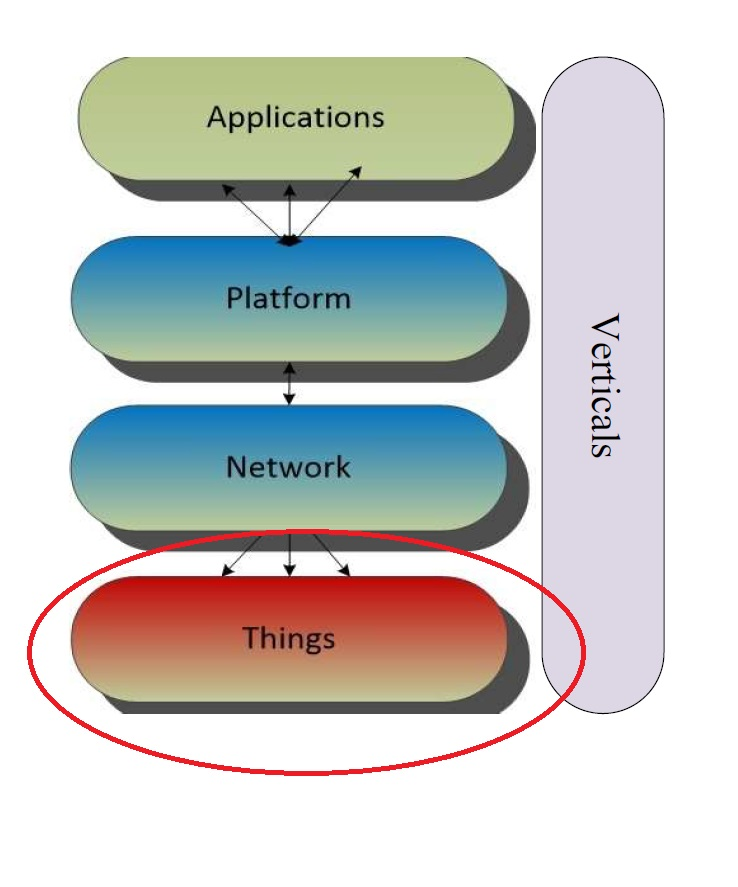 Applications
Platform
Network
Things
Verticals